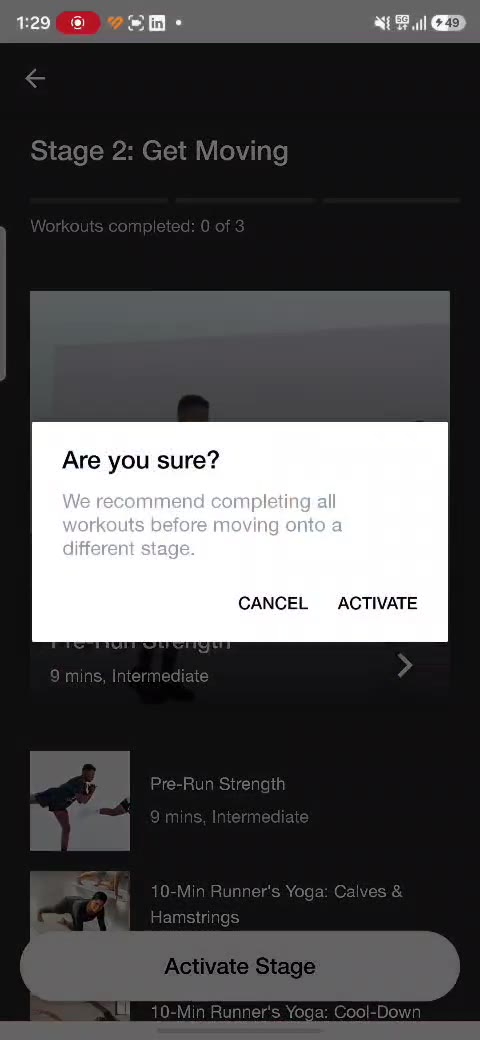 1:29
5G
49
Stage 2: Get Moving
Workouts completed: 0 of 3
Are you sure?
We recommend completing all
workouts before moving onto a
different stage.
CANCEL
ACTIVATE
Pre-Run Strength
9 mins, Intermediate
Pre-Run Strength
9 mins, Intermediate
10-Min Runner's Yoga: Calves &
Hamstrings
Activate Stage
10-Min Runner's Yoga: Cool-Down